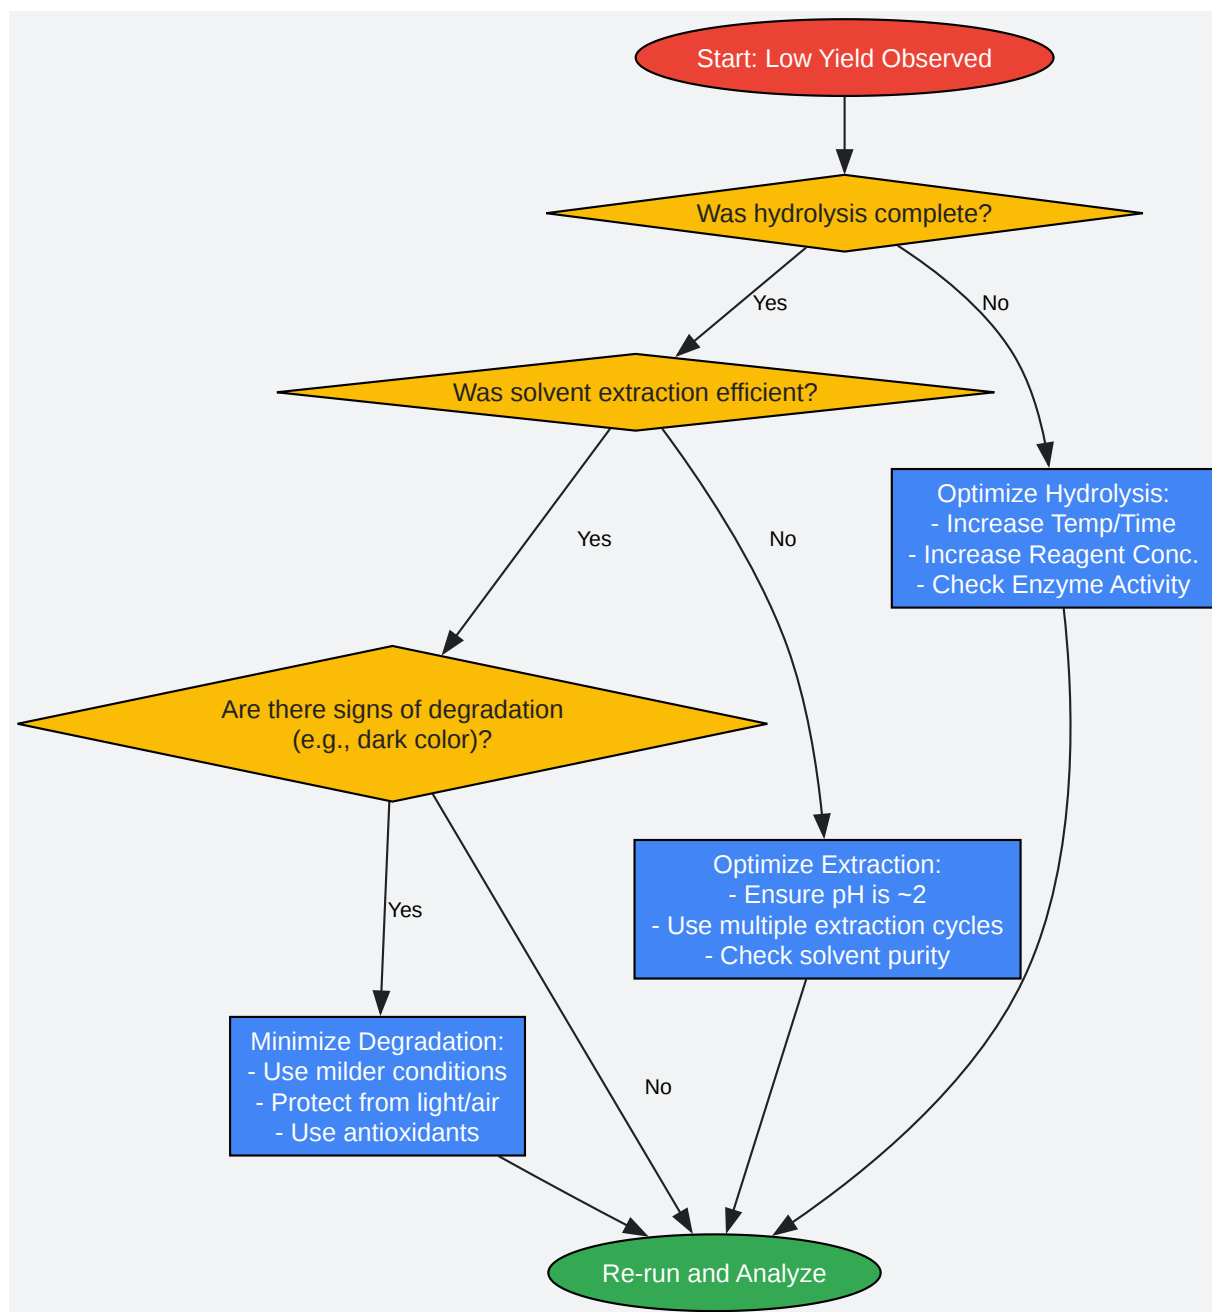 Start: Low Yield Observed
Was hydrolysis complete?
Yes
No
Was solvent extraction efficient?
Optimize Hydrolysis:
- Increase Temp/Time
- Increase Reagent Conc.
- Check Enzyme Activity
Yes
No
Are there signs of degradation
(e.g., dark color)?
Optimize Extraction:
- Ensure pH is ~2
- Use multiple extraction cycles
- Check solvent purity
Yes
Minimize Degradation:
- Use milder conditions
- Protect from light/air
- Use antioxidants
No
Re-run and Analyze